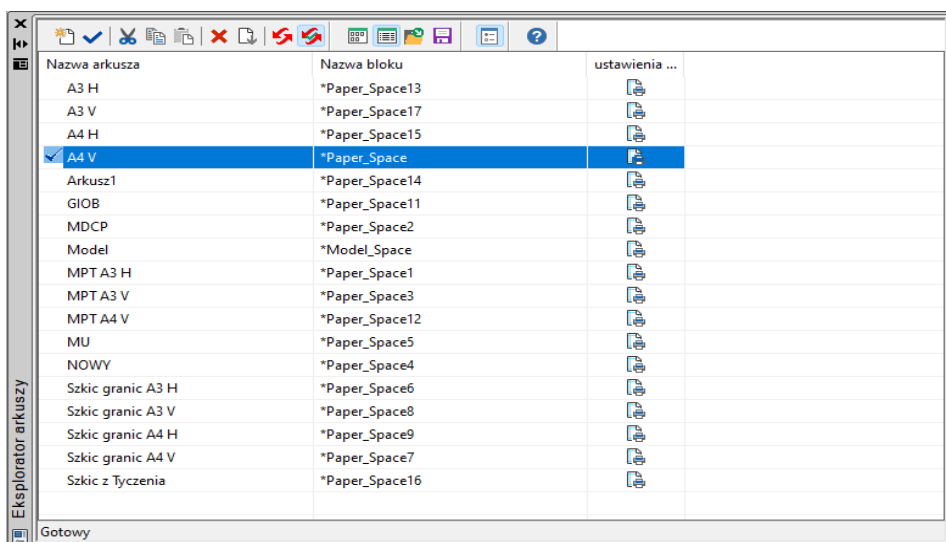 Nazwa arkusza Nazwa bloku ustawienia ...
A3 H *Paper_Space13
A3 V *Paper_Space17
A4 H *Paper_Space15
A4 V *Paper_Space
Arkusz1 *Paper_Space14
GIOB *Paper_Space11
MDCP *Paper_Space2
Model *Model_Space
MPT A3 H *Paper_Space1
MPT A3 V *Paper_Space3
MPT A4 V *Paper_Space12
MU *Paper_Space5
NOWY *Paper_Space4
Szkic granic A3 H *Paper_Space6
Szkic granic A3 V *Paper_Space8
Szkic granic A4 H *Paper_Space9
Szkic granic A4 V *Paper_Space7
Szkic z Tyczenia *Paper_Space16
Eksplorator arkuszy
Gotowy